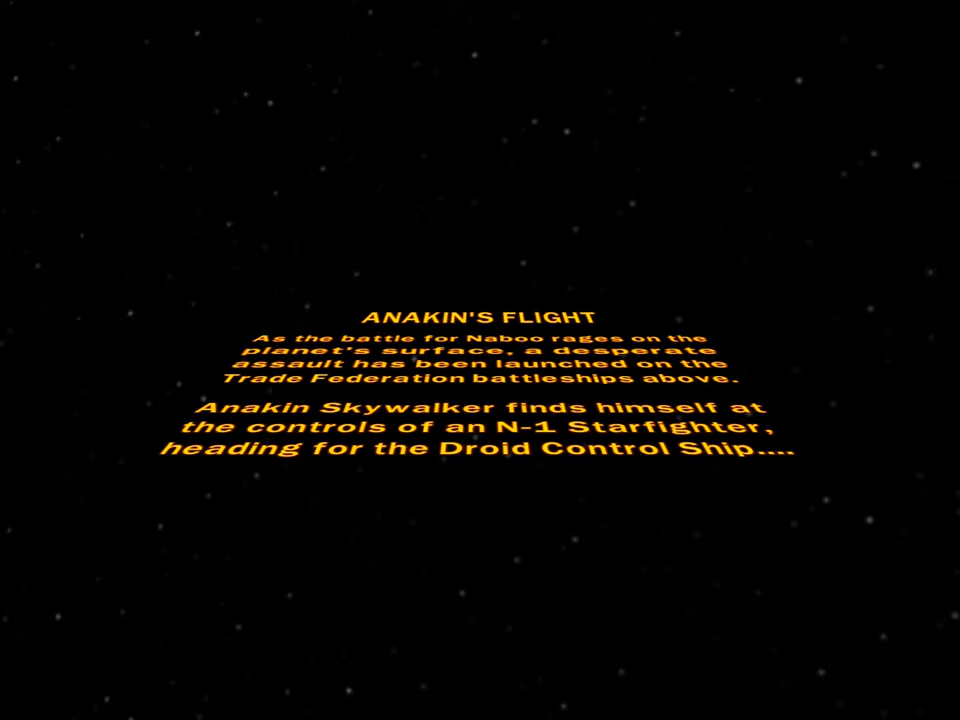 ANAKIN'S FLIGHT
As the battle for Naboo rages on the
planet's surface, a desperate
assault has been launched on the
Trade Federation battleships above.
Anakin Skywalker finds himself at
the controls of an N-1 Starfighter,
heading for the Droid Control Ship....